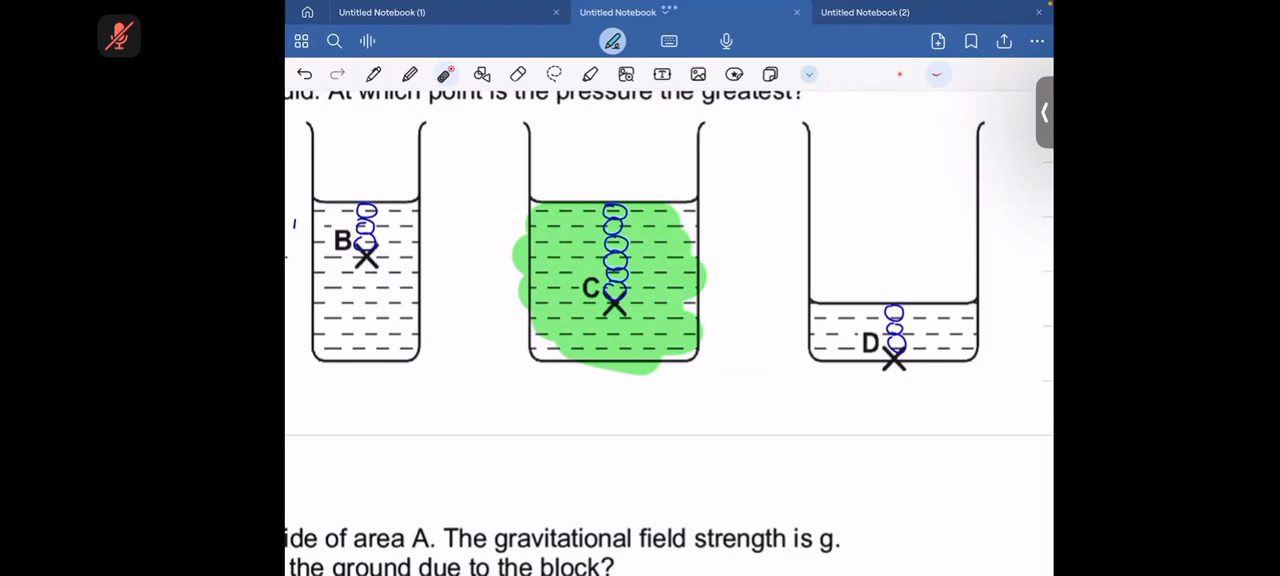 Untitled Notebook (1)
Untitled Notebook
Untitled Notebook (2)
At which point is the pressure the greatest?
B
C
D
ide of area A. The gravitational field strength is g.
the ground due to the block?